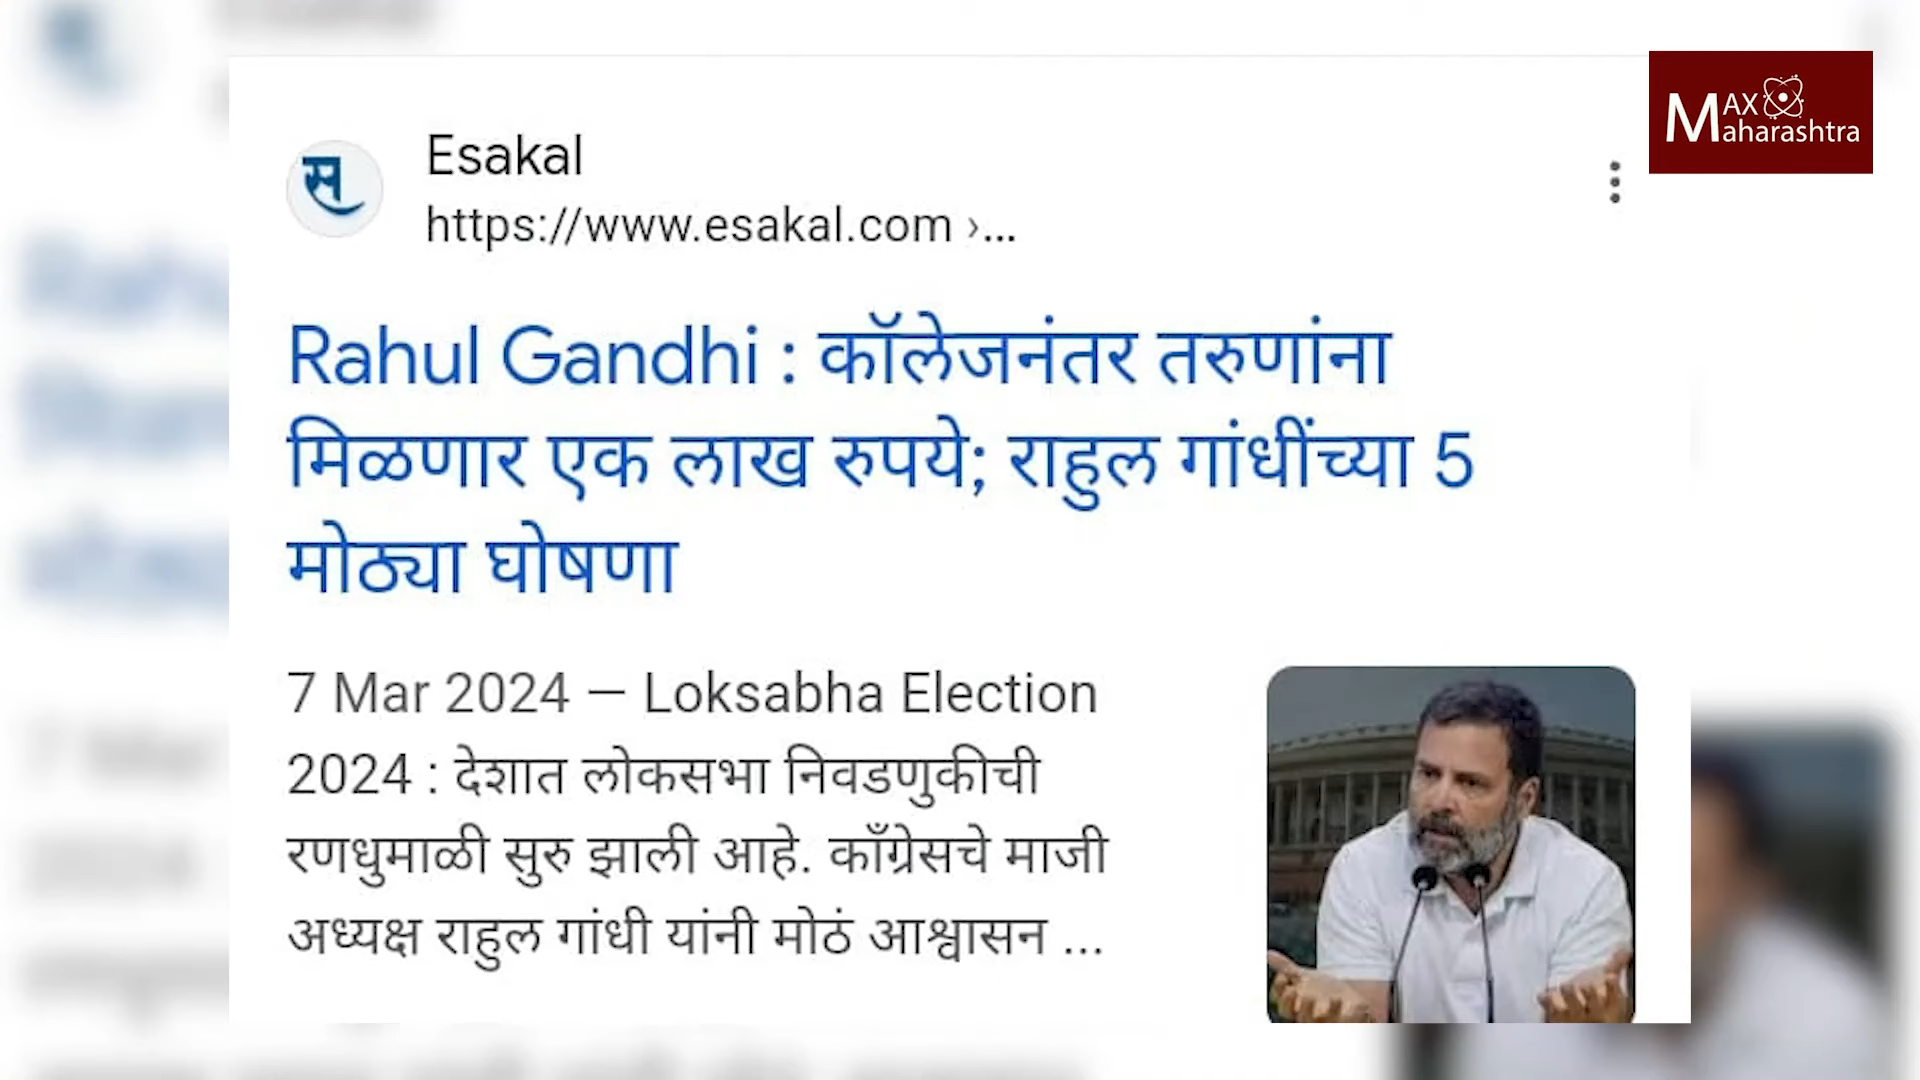 MAX
Maharashtra
स
Esakal
https://www.esakal.com ›...
Rahul Gandhi : कॉलेजनंतर तरुणांना
मिळणार एक लाख रुपये; राहुल गांधींच्या 5
मोठ्या घोषणा
7 Mar 2024 — Loksabha Election
2024 : देशात लोकसभा निवडणुकीची
रणधुमाळी सुरु झाली आहे. काँग्रेसचे माजी
अध्यक्ष राहुल गांधी यांनी मोठं आश्वासन ...